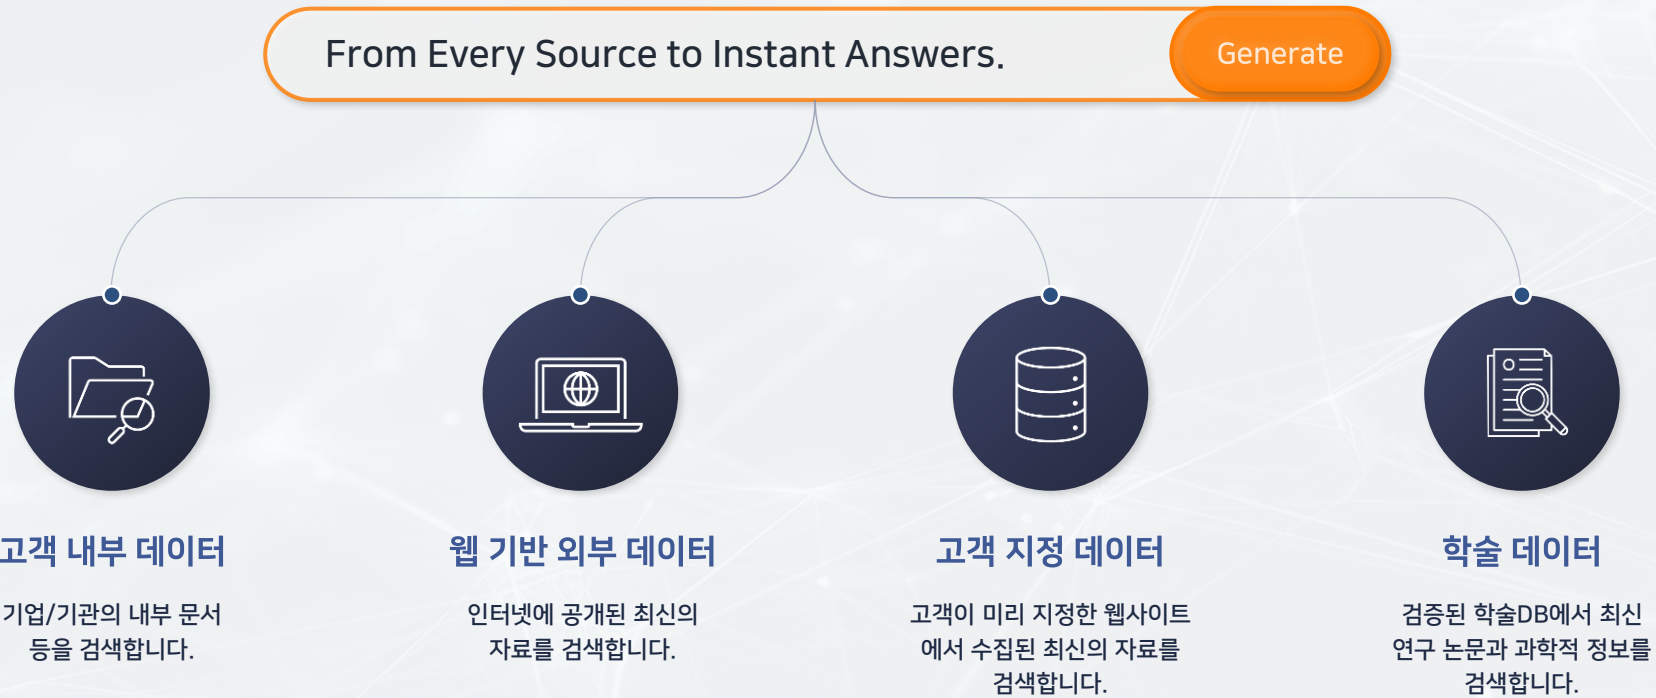 From Every Source to Instant Answers.
Generate
고객 내부 데이터
기업/기관의 내부 문서
등을 검색합니다.
웹 기반 외부 데이터
인터넷에 공개된 최신의
자료를 검색합니다.
고객 지정 데이터
고객이 미리 지정한 웹사이트
에서 수집된 최신의 자료를
검색합니다.
학술 데이터
검증된 학술DB에서 최신
연구 논문과 과학적 정보를
검색합니다.